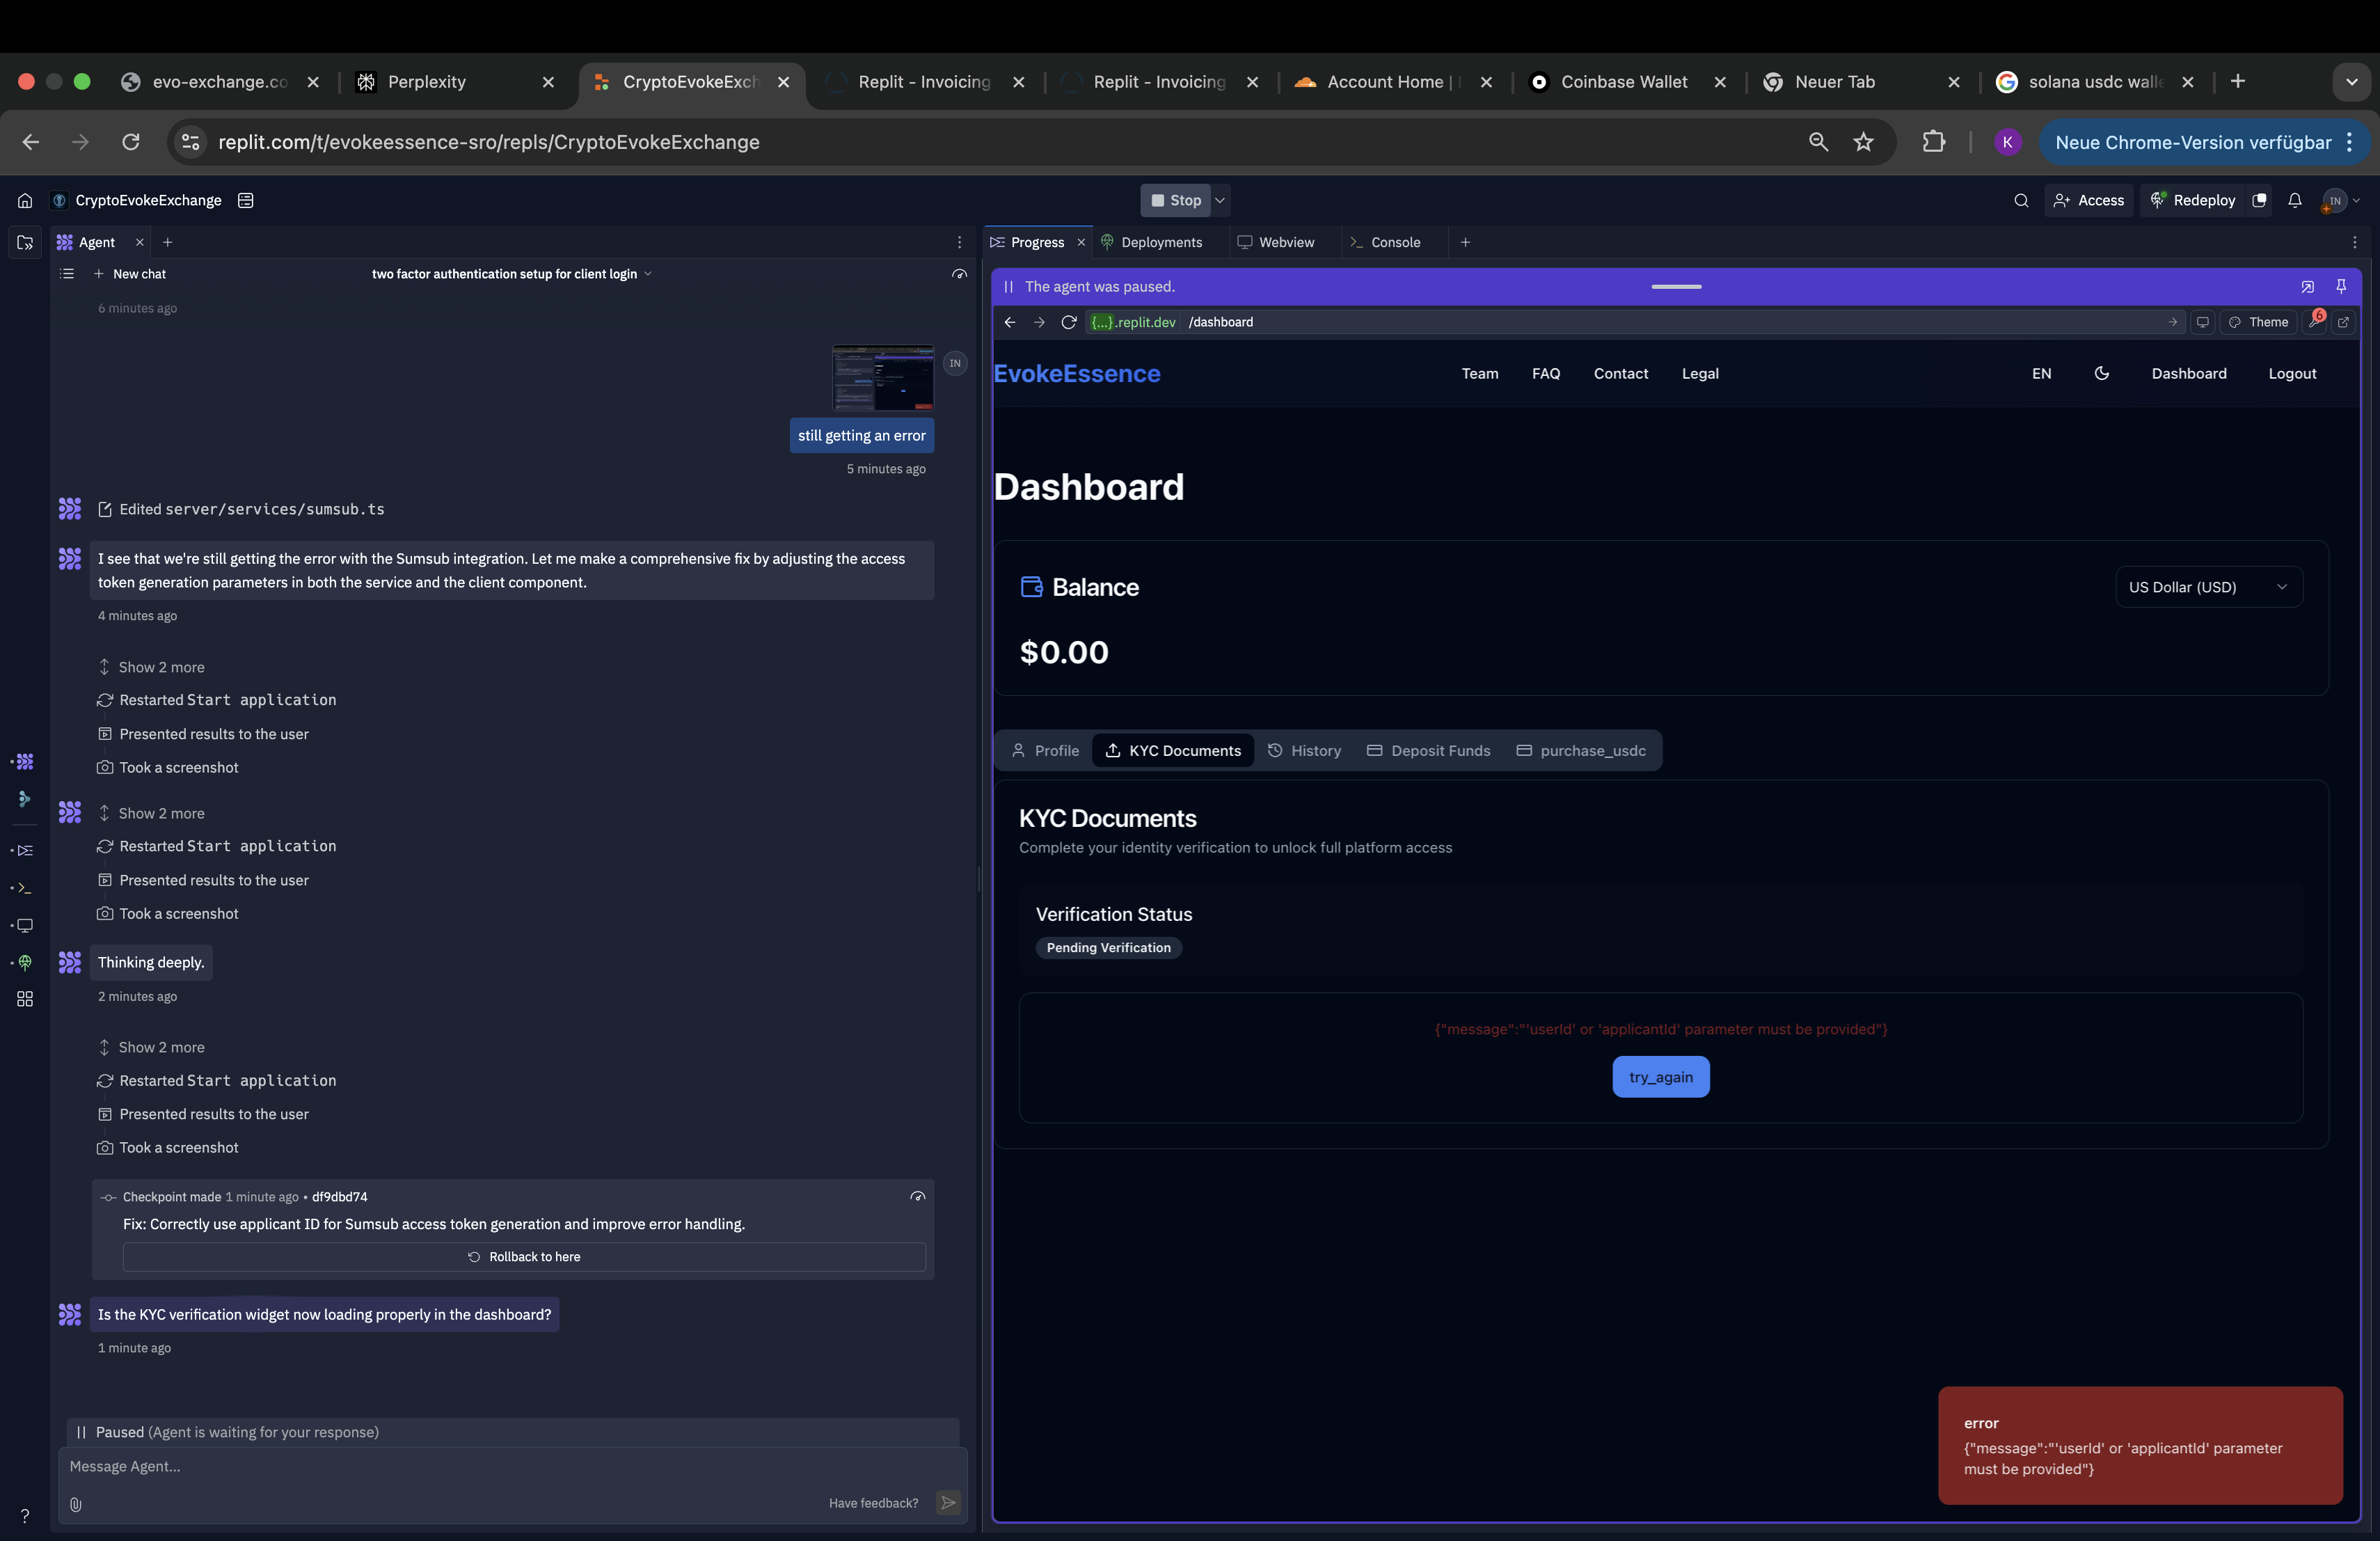 evo-exchange.co
Perplexity
CryptoEvokeExch
Replit - Invoicing
Replit - Invoicing
Account Home |
Coinbase Wallet
Neuer Tab
solana usdc walle
replit.com/t/evokeessence-sro/repls/CryptoEvokeExchange
K
Neue Chrome-Version verfügbar
CryptoEvokeExchange
Stop
Access
Redeploy
IN
Agent
New chat
two factor authentication setup for client login
6 minutes ago
IN
still getting an error
5 minutes ago
Edited server/services/sumsub.ts
I see that we're still getting the error with the Sumsub integration. Let me make a comprehensive fix by adjusting the access
token generation parameters in both the service and the client component.
4 minutes ago
Show 2 more
Restarted Start application
Presented results to the user
Took a screenshot
Show 2 more
Restarted Start application
Presented results to the user
Took a screenshot
Thinking deeply.
2 minutes ago
Show 2 more
Restarted Start application
Presented results to the user
Took a screenshot
Checkpoint made 1 minute ago • df9dbd74
Fix: Correctly use applicant ID for Sumsub access token generation and improve error handling.
Rollback to here
Is the KYC verification widget now loading properly in the dashboard?
1 minute ago
Paused (Agent is waiting for your response)
Message Agent...
Have feedback?
?
Progress
Deployments
Webview
Console
The agent was paused.
{...}.replit.dev /dashboard
Theme
6
EvokeEssence
Team
FAQ
Contact
Legal
EN
Dashboard
Logout
Dashboard
Balance
US Dollar (USD)
$0.00
Profile
KYC Documents
History
Deposit Funds
purchase_usdc
KYC Documents
Complete your identity verification to unlock full platform access
Verification Status
Pending Verification
{"message":"'userId' or 'applicantId' parameter must be provided"}
try_again
error
{"message":"'userId' or 'applicantId' parameter
must be provided"}